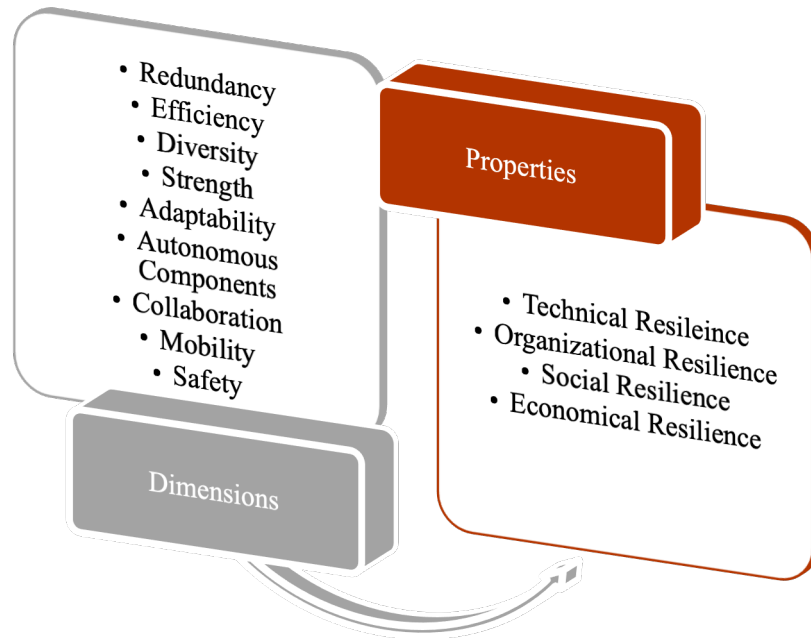 • Redundancy
• Efficiency
• Diversity
• Strength
• Adaptability
• Autonomous
Components
• Collaboration
• Mobility
• Safety
Dimensions
Properties
• Technical Resileince
• Organizational Resilience
• Social Resilience
• Economical Resilience